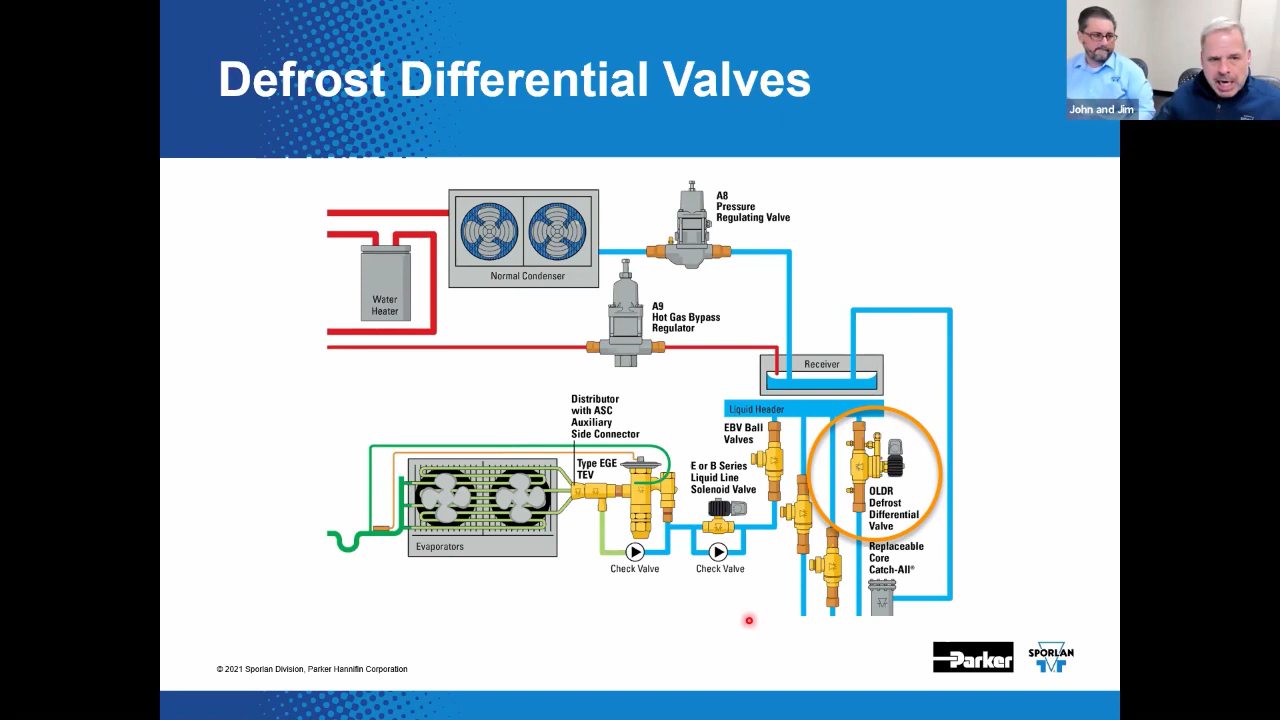 Defrost Differential Valves
John and Jim
A8
Pressure
Regulating Valve
Normal Condenser
Water
Heater
A9
Hot Gas Bypass
Regulator
Receiver
Liquid Header
Distributor
with ASC
Auxiliary
Side Connector
EBV Ball
Valves
Type EGE
TEV
E or B Series
Liquid Line
Solenoid Valve
OLDR
Defrost
Differential
Valve
Evaporators
Check Valve
Check Valve
Replaceable
Core
Catch-All®
© 2021 Sporlan Division, Parker Hannifin Corporation
Parker
SPORLAN